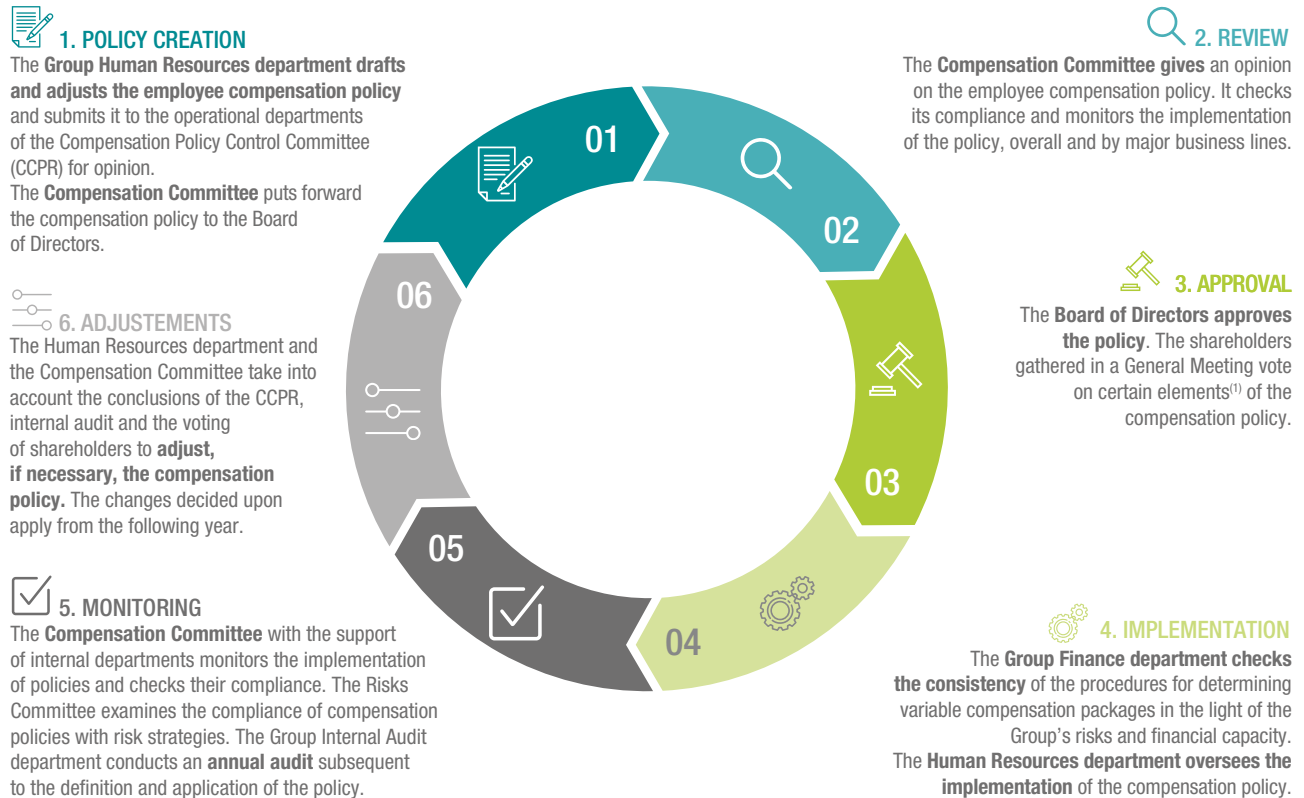 1. POLICY CREATION
The Group Human Resources department drafts
and adjusts the employee compensation policy
and submits it to the operational departments
of the Compensation Policy Control Committee
(CCPR) for opinion.
The Compensation Committee puts forward
the compensation policy to the Board
of Directors.
2. REVIEW
The Compensation Committee gives an opinion
on the employee compensation policy. It checks
its compliance and monitors the implementation
of the policy, overall and by major business lines.
3. APPROVAL
The Board of Directors approves
the policy. The shareholders
gathered in a General Meeting vote
on certain elements(1) of the
compensation policy.
4. IMPLEMENTATION
The Group Finance department checks
the consistency of the procedures for determining
variable compensation packages in the light of the
Group's risks and financial capacity.
The Human Resources department oversees the
implementation of the compensation policy.
5. MONITORING
The Compensation Committee with the support
of internal departments monitors the implementation
of policies and checks their compliance. The Risks
Committee examines the compliance of compensation
policies with risk strategies. The Group Internal Audit
department conducts an annual audit subsequent
to the definition and application of the policy.
6. ADJUSTEMENTS
The Human Resources department and
the Compensation Committee take into
account the conclusions of the CCPR,
internal audit and the voting
of shareholders to adjust,
if necessary, the compensation
policy. The changes decided upon
apply from the following year.
01
02
03
04
05
06